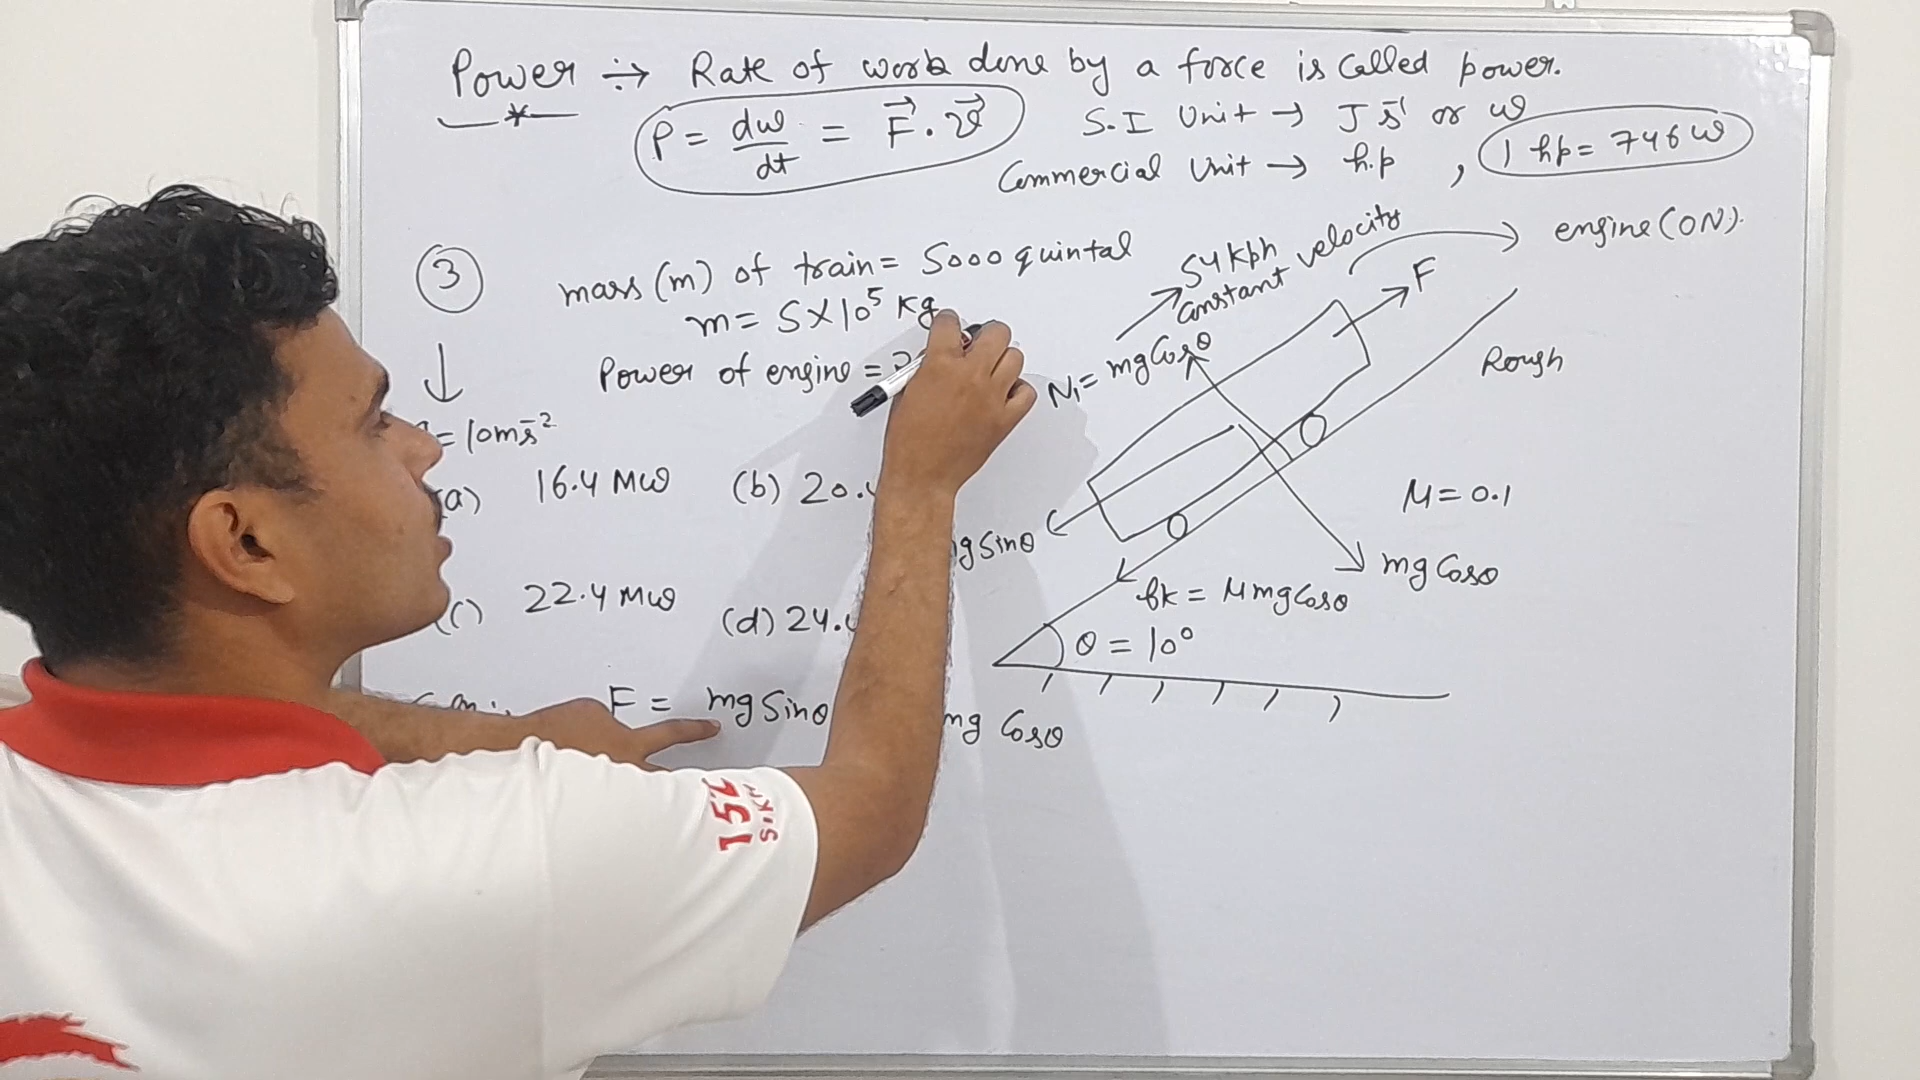 Power :→ Rate of work done by a force is called power.
P = dw/dt = F⃗ . v⃗
S.I Unit → J s⁻¹ or W
Commercial Unit → h.p , 1 hp = 746 W
3
mass (m) of train = 5000 quintal
m = 5 × 10⁵ kg
Power of engine =
= 10 m s⁻²
(a) 16.4 MW
(b) 20.
(c) 22.4 MW
(d) 24.
F = mg Sinθ
mg Cosθ
54 kph
constant velocity
engine (ON).
F
N₁ = mg Cosθ
Rough
μ = 0.1
mg Cosθ
g Sinθ
fk = μ mg Cosθ
θ = 10°